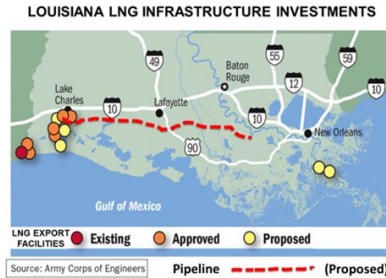 LOUISIANA LNG INFRASTRUCTURE INVESTMENTS
55
59
49
Baton
Rouge
12
10
Lake
Charles
10
Lafayette
10
New Orleans
90
Gulf of Mexico
LNG EXPORT
FACILITIES
Existing
Approved
Proposed
Source: Army Corps of Engineers
Pipeline
(Proposed)